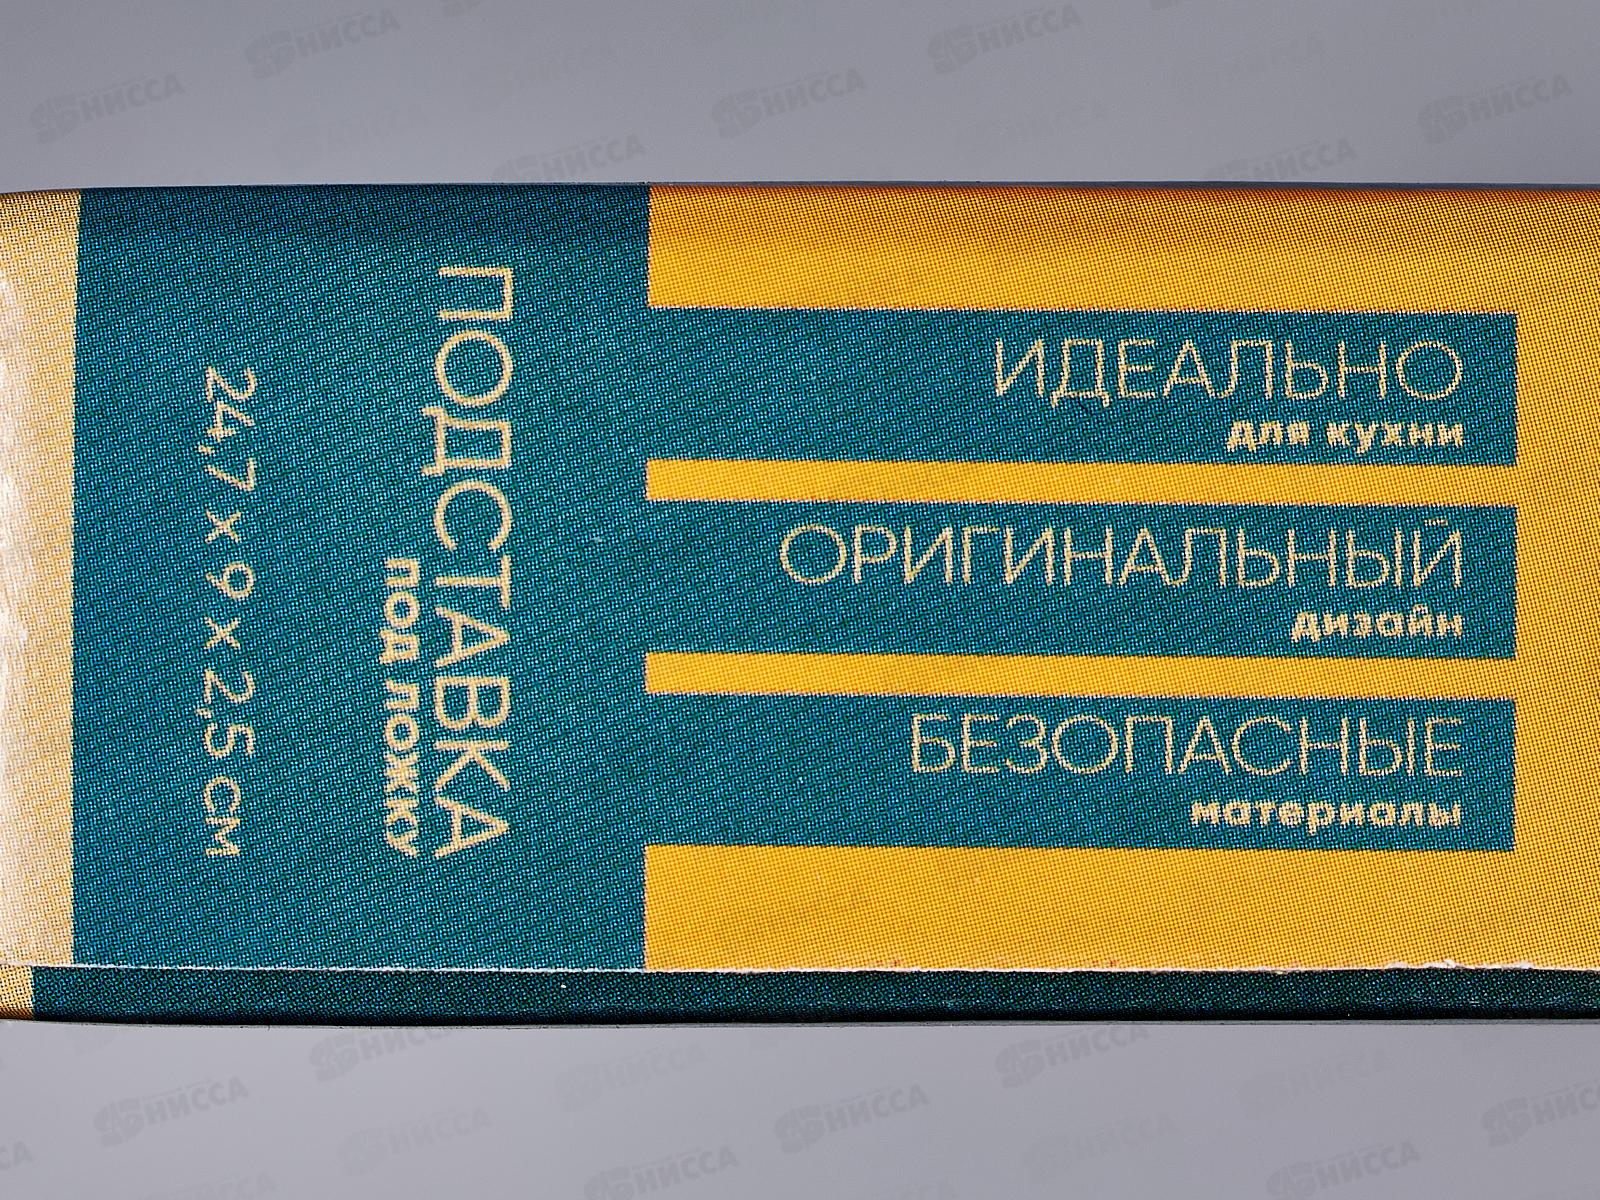 ПОДСТАВКА
под ложку
24,7 x 9 x 2,5 см
ИДЕАЛЬНО
для кухни
ОРИГИНАЛЬНЫЙ
дизайн
БЕЗОПАСНЫЕ
материалы